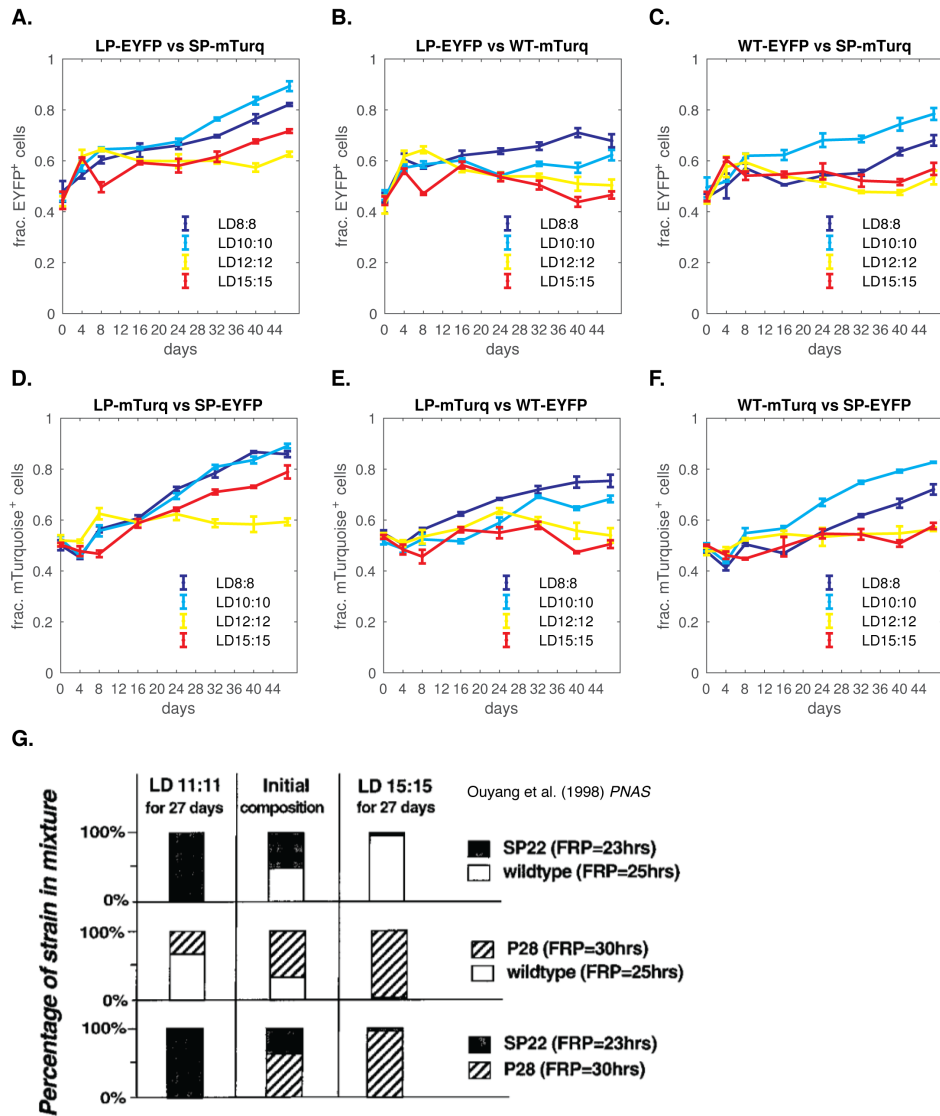 A.
LP-EYFP vs SP-mTurq
frac. EYFP⁺ cells
1
0.8
0.6
0.4
0.2
0
LD8:8
LD10:10
LD12:12
LD15:15
0 4 8 12 16 20 24 28 32 36 40 44
days
B.
LP-EYFP vs WT-mTurq
frac. EYFP⁺ cells
1
0.8
0.6
0.4
0.2
0
LD8:8
LD10:10
LD12:12
LD15:15
0 4 8 12 16 20 24 28 32 36 40 44
days
C.
WT-EYFP vs SP-mTurq
frac. EYFP⁺ cells
1
0.8
0.6
0.4
0.2
0
LD8:8
LD10:10
LD12:12
LD15:15
0 4 8 12 16 20 24 28 32 36 40 44
days
D.
LP-mTurq vs SP-EYFP
frac. mTurquoise⁺ cells
1
0.8
0.6
0.4
0.2
0
LD8:8
LD10:10
LD12:12
LD15:15
0 4 8 12 16 20 24 28 32 36 40 44
days
E.
LP-mTurq vs WT-EYFP
frac. mTurquoise⁺ cells
1
0.8
0.6
0.4
0.2
0
LD8:8
LD10:10
LD12:12
LD15:15
0 4 8 12 16 20 24 28 32 36 40 44
days
F.
WT-mTurq vs SP-EYFP
frac. mTurquoise⁺ cells
1
0.8
0.6
0.4
0.2
0
LD8:8
LD10:10
LD12:12
LD15:15
0 4 8 12 16 20 24 28 32 36 40 44
days
G.
Percentage of strain in mixture
LD 11:11
for 27 days
Initial
composition
LD 15:15
for 27 days
Ouyang et al. (1998) PNAS
100%
0%
SP22 (FRP=23hrs)
wildtype (FRP=25hrs)
100%
0%
P28 (FRP=30hrs)
wildtype (FRP=25hrs)
100%
0%
SP22 (FRP=23hrs)
P28 (FRP=30hrs)